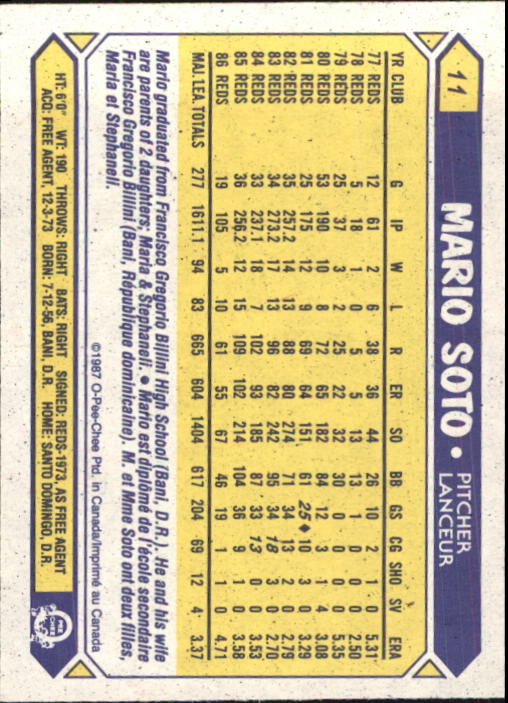 11
MARIO SOTO • PITCHER
LANCEUR
YR CLUB G IP W L R ER SO BB GS CG SHO SV ERA
77 REDS 12 61 2 6 38 36 44 26 10 2 1 0 5.31
78 REDS 5 18 1 0 5 5 13 13 1 0 0 0 2.50
79 REDS 25 37 3 2 25 22 32 30 0 0 0 0 5.35
80 REDS 53 190 10 8 72 65 182 84 12 3 1 4 3.08
81 REDS 25 175 12 9 69 64 151 61 25♦ 10 3 0 3.29
82 REDS 35 257.2 14 13 88 80 274 71 34 13 2 0 2.79
83 REDS 34 273.2 17 13 96 82 242 95 34 18 3 0 2.70
84 REDS 33 237.1 18 7 102 93 185 87 33 13 0 0 3.53
85 REDS 36 256.2 12 15 109 102 214 104 36 9 1 0 3.58
86 REDS 19 105 5 10 61 55 67 46 19 1 1 0 4.71
MAJ.LEA. TOTALS 277 1611.1 94 83 665 604 1404 617 204 69 12 4 3.37
Mario graduated from Francisco Gregorio Billini High School (Bani, D.R.). He and his wife
are parents of 2 daughters, Maria & Stephaneli. • Mario est diplômé de l'école secondaire
Francisco Gregorio Billini (Bani, République dominicaine). M. et Mme Soto ont deux filles,
Maria et Stephaneli.
©1987 O-Pee-Chee Ptd. in Canada/Imprimé au Canada
HT: 6'0" WT: 190 THROWS: RIGHT BATS: RIGHT SIGNED: REDS-1973, AS FREE AGENT
ACQ: FREE AGENT, 12-3-73 BORN: 7-12-56, BANI, D.R. HOME: SANTO DOMINGO, D.R.
O
PEE
CHEE